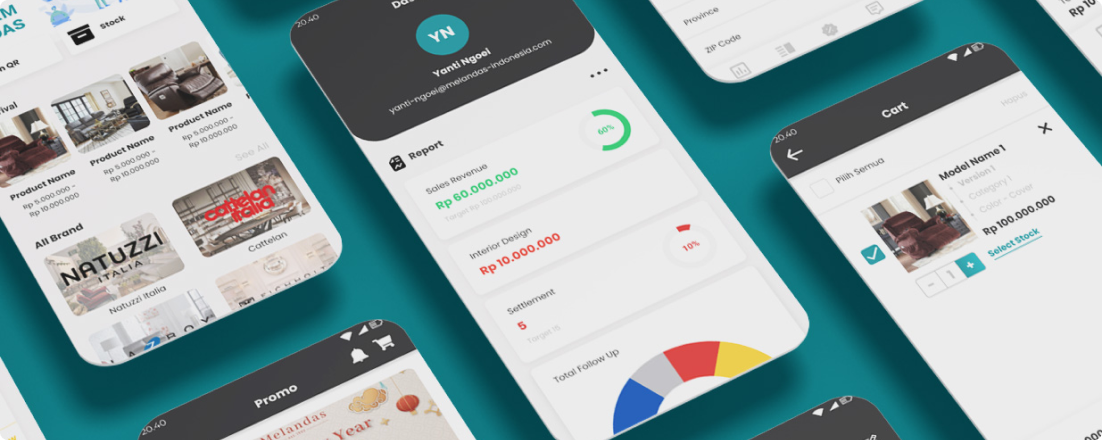 DAS
Stock
QR
Product Name
Rp 5.000.000 -
Rp 10.000.000
Product Name
Rp 5.000.000 -
Rp 10.000.000
Product Name
Rp 5.000.000 -
Rp 10.000.000
See All
All Brand
NATUZZI
ITALIA
Natuzzi Italia
cattelan
italia
Cattelan
20.40
YN
Yanti Ngoei
yanti-ngoei@melandas-indonesia.com
Report
Sales Revenue
Rp 60.000.000
Target Rp 100.000.000
60%
Interior Design
Rp 10.000.000
10%
Settlement
5
Target 15
Total Follow Up
20.40
Promo
Melandas
Year
Province
ZIP Code
20.40
Cart
Hapus
Pilih Semua
Model Name 1
Version 1
Category 1
Color - Cover
Rp 100.000.000
1
Select Stock